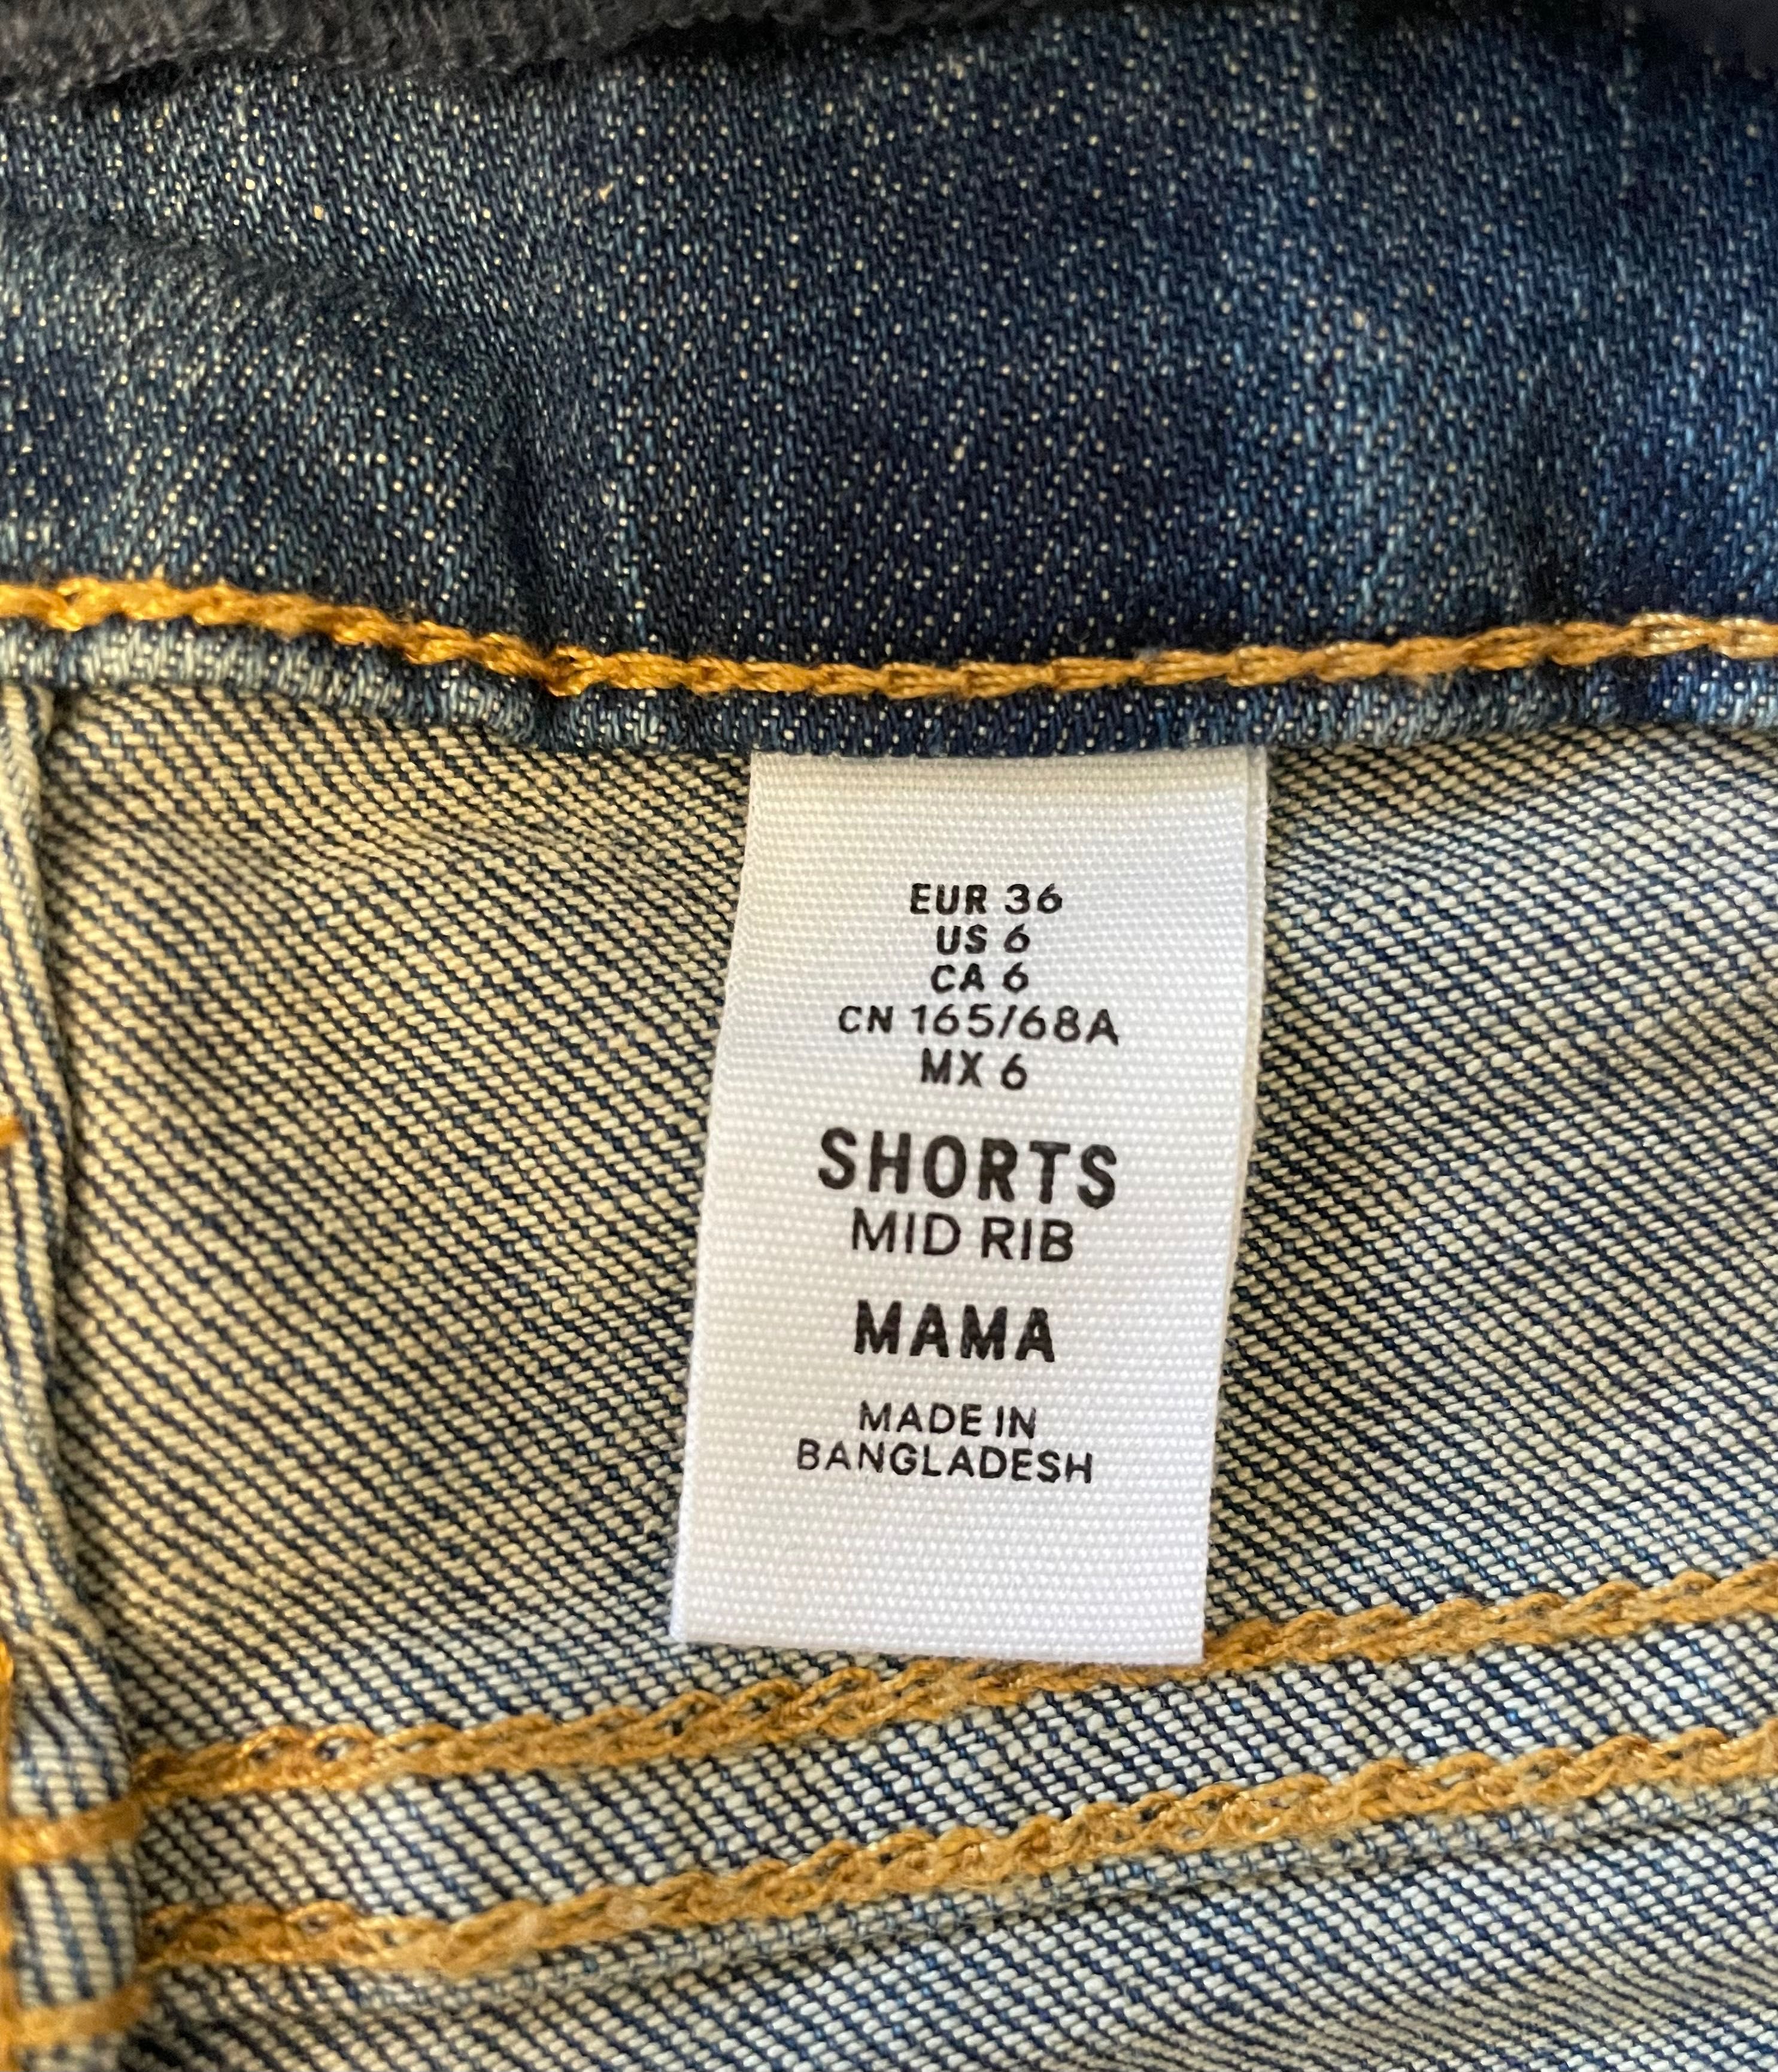 EUR 36
US 6
CA 6
CN 165/68A
MX 6
SHORTS
MID RIB
MAMA
MADE IN
BANGLADESH